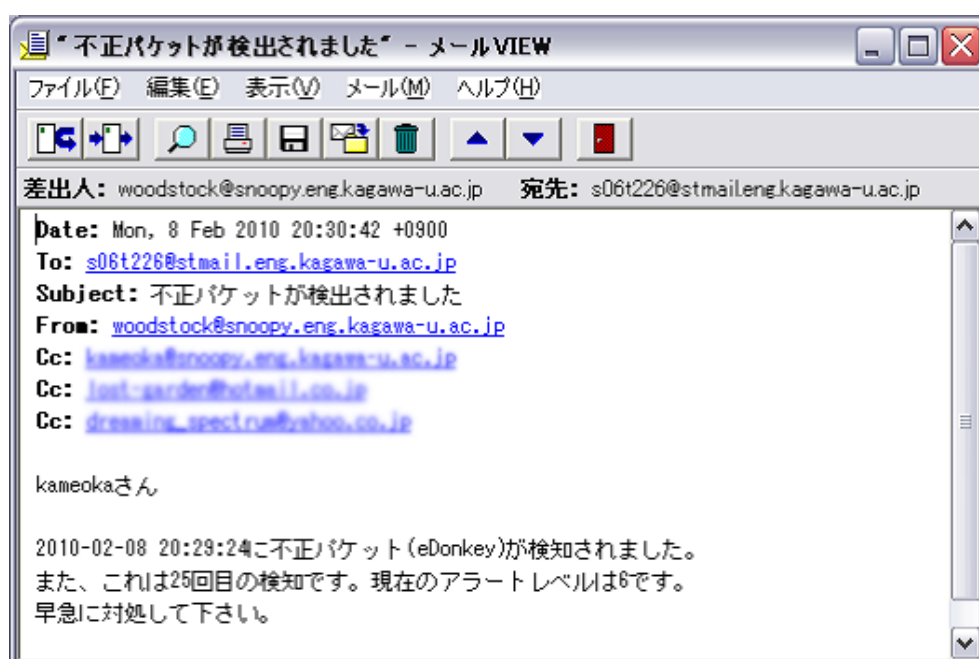 "不正パケットが検出されました" - メールVIEW
ファイル(F) 編集(E) 表示(V) メール(M) ヘルプ(H)
差出人: woodstock@snoopy.eng.kagawa-u.ac.jp 宛先: s06t226@stmail.eng.kagawa-u.ac.jp
Date: Mon, 8 Feb 2010 20:30:42 +0900
To: s06t226@stmail.eng.kagawa-u.ac.jp
Subject: 不正パケットが検出されました
From: woodstock@snoopy.eng.kagawa-u.ac.jp
Cc:
Cc:
Cc:
kameokaさん
2010-02-08 20:29:24に不正パケット(eDonkey)が検知されました。
また、これは25回目の検知です。現在のアラートレベルは6です。
早急に対処して下さい。